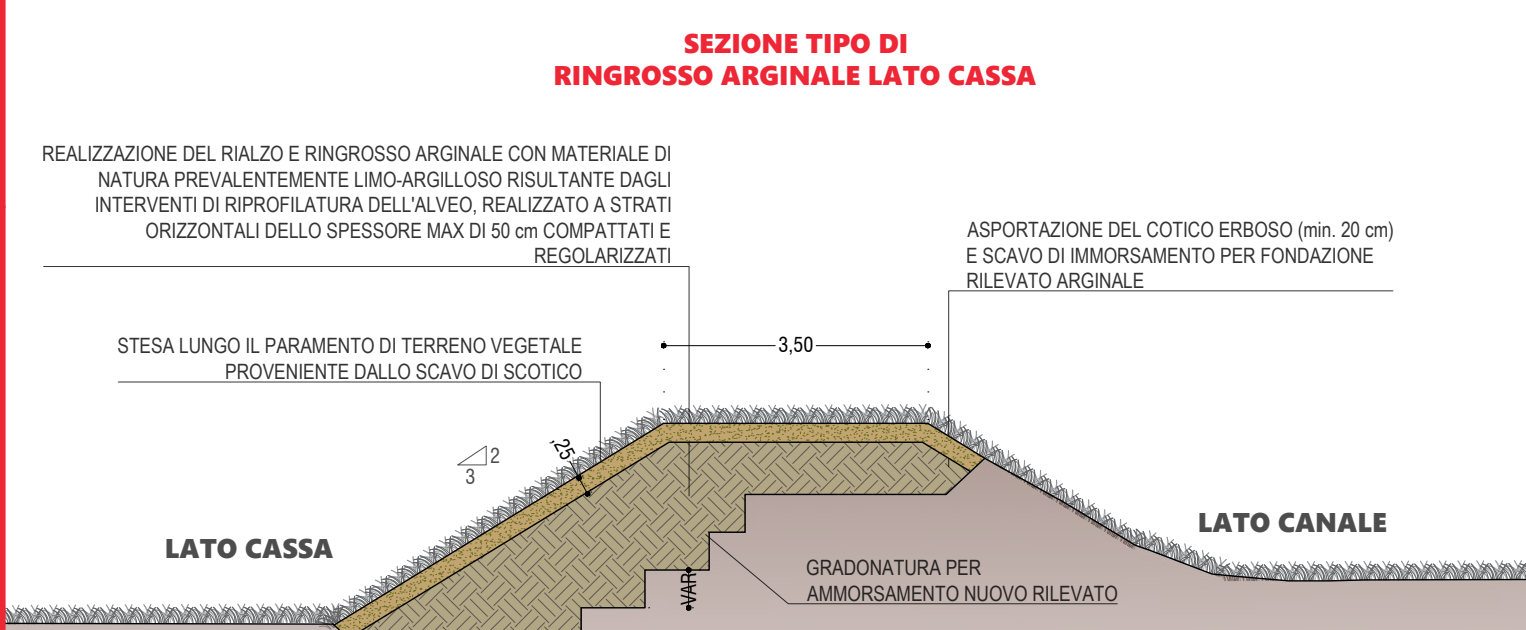 SEZIONE TIPO DI
RINGROSSO ARGINALE LATO CASSA
REALIZZAZIONE DEL RIALZO E RINGROSSO ARGINALE CON MATERIALE DI
NATURA PREVALENTEMENTE LIMO-ARGILLOSO RISULTANTE DAGLI
INTERVENTI DI RIPROFILATURA DELL'ALVEO, REALIZZATO A STRATI
ORIZZONTALI DELLO SPESSORE MAX DI 50 cm COMPATTATI E
REGOLARIZZATI
ASPORTAZIONE DEL COTICO ERBOSO (min. 20 cm)
E SCAVO DI IMMORSAMENTO PER FONDAZIONE
RILEVATO ARGINALE
STESA LUNGO IL PARAMENTO DI TERRENO VEGETALE
PROVENIENTE DALLO SCAVO DI SCOTICO
3,50
,25
2
3
LATO CASSA
LATO CANALE
GRADONATURA PER
AMMORSAMENTO NUOVO RILEVATO
VAR